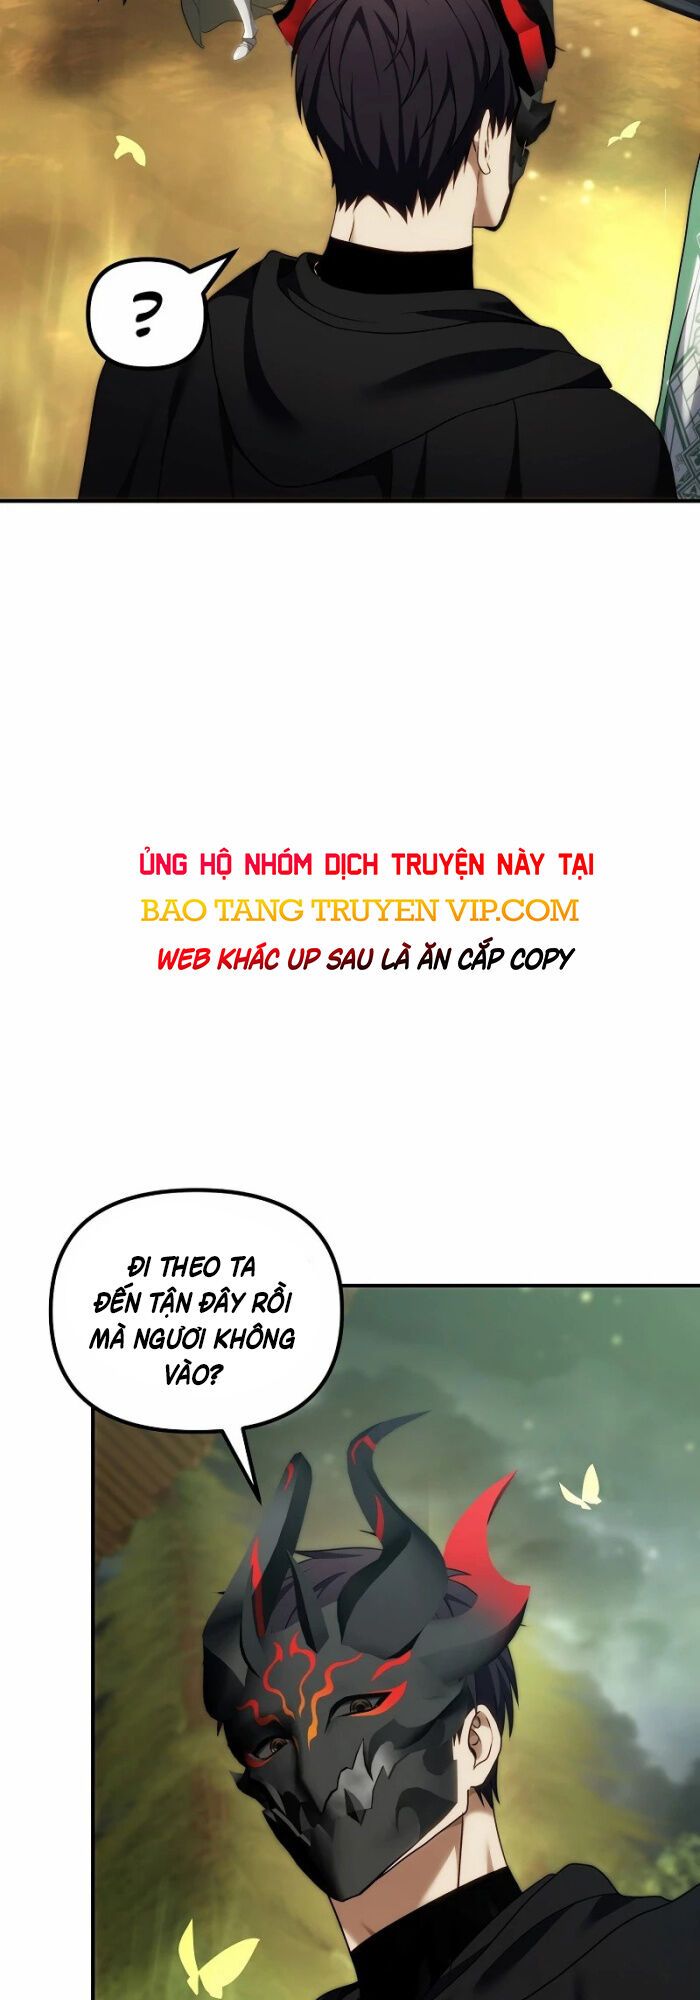 ?
ỦNG HỘ NHÓM DỊCH TRUYỆN NÀY TẠI
BAO TANG TRUYEN VIP.COM
WEB KHÁC UP SAU LÀ ĂN CẮP COPY
ĐI THEO TA
ĐẾN TẬN ĐÂY RỒI
MÀ NGƯƠI KHÔNG
VÀO?